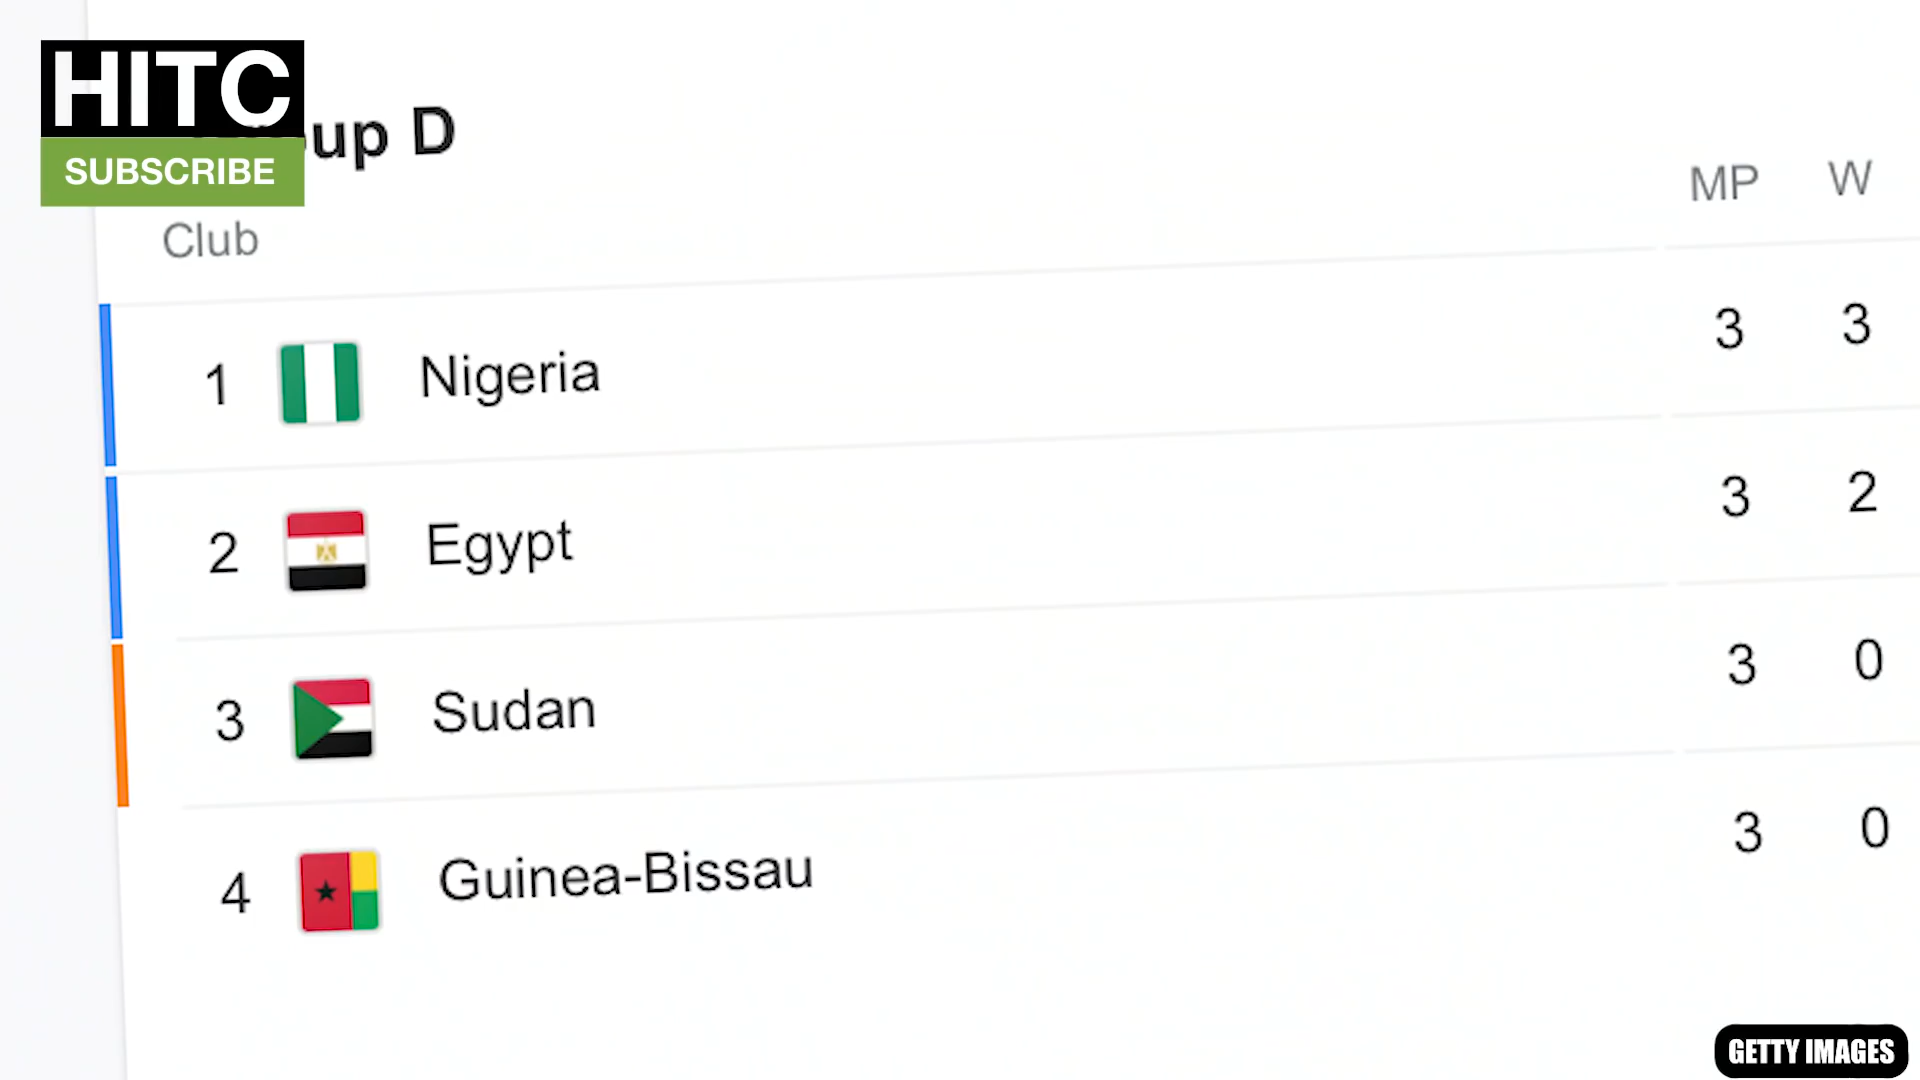 HITC
SUBSCRIBE
up D
Club MP W
1 Nigeria 3 3
2 Egypt 3 2
3 Sudan 3 0
4 Guinea-Bissau 3 0
GETTY IMAGES